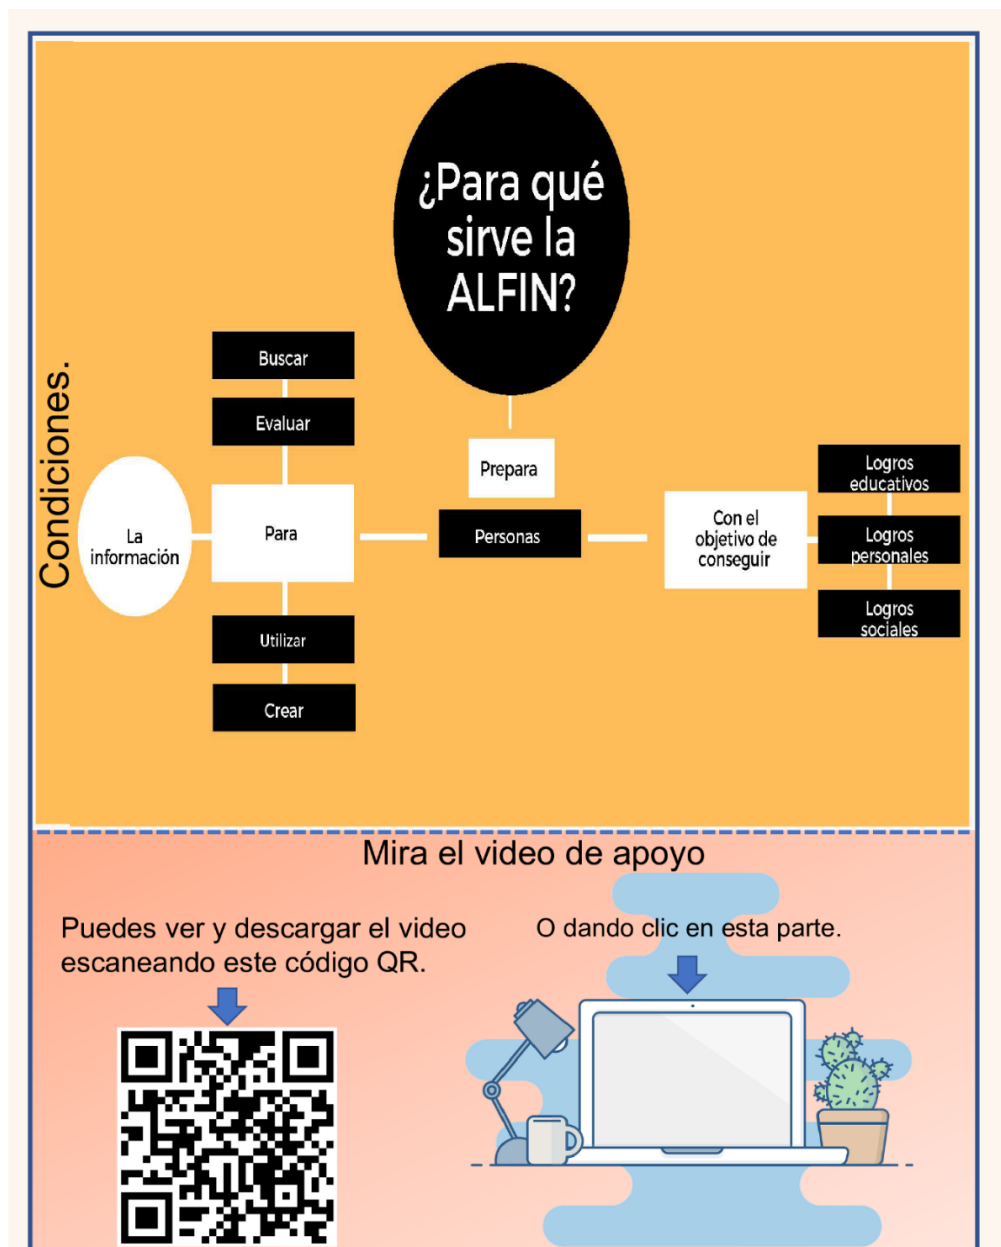 ¿Para qué
sirve la
ALFIN?
Condiciones.
Buscar
Evaluar
Prepara
Logros
educativos
La
información
Para
Personas
Con el
objetivo de
conseguir
Logros
personales
Utilizar
Logros
sociales
Crear
Mira el video de apoyo
Puedes ver y descargar el video
escaneando este código QR.
O dando clic en esta parte.